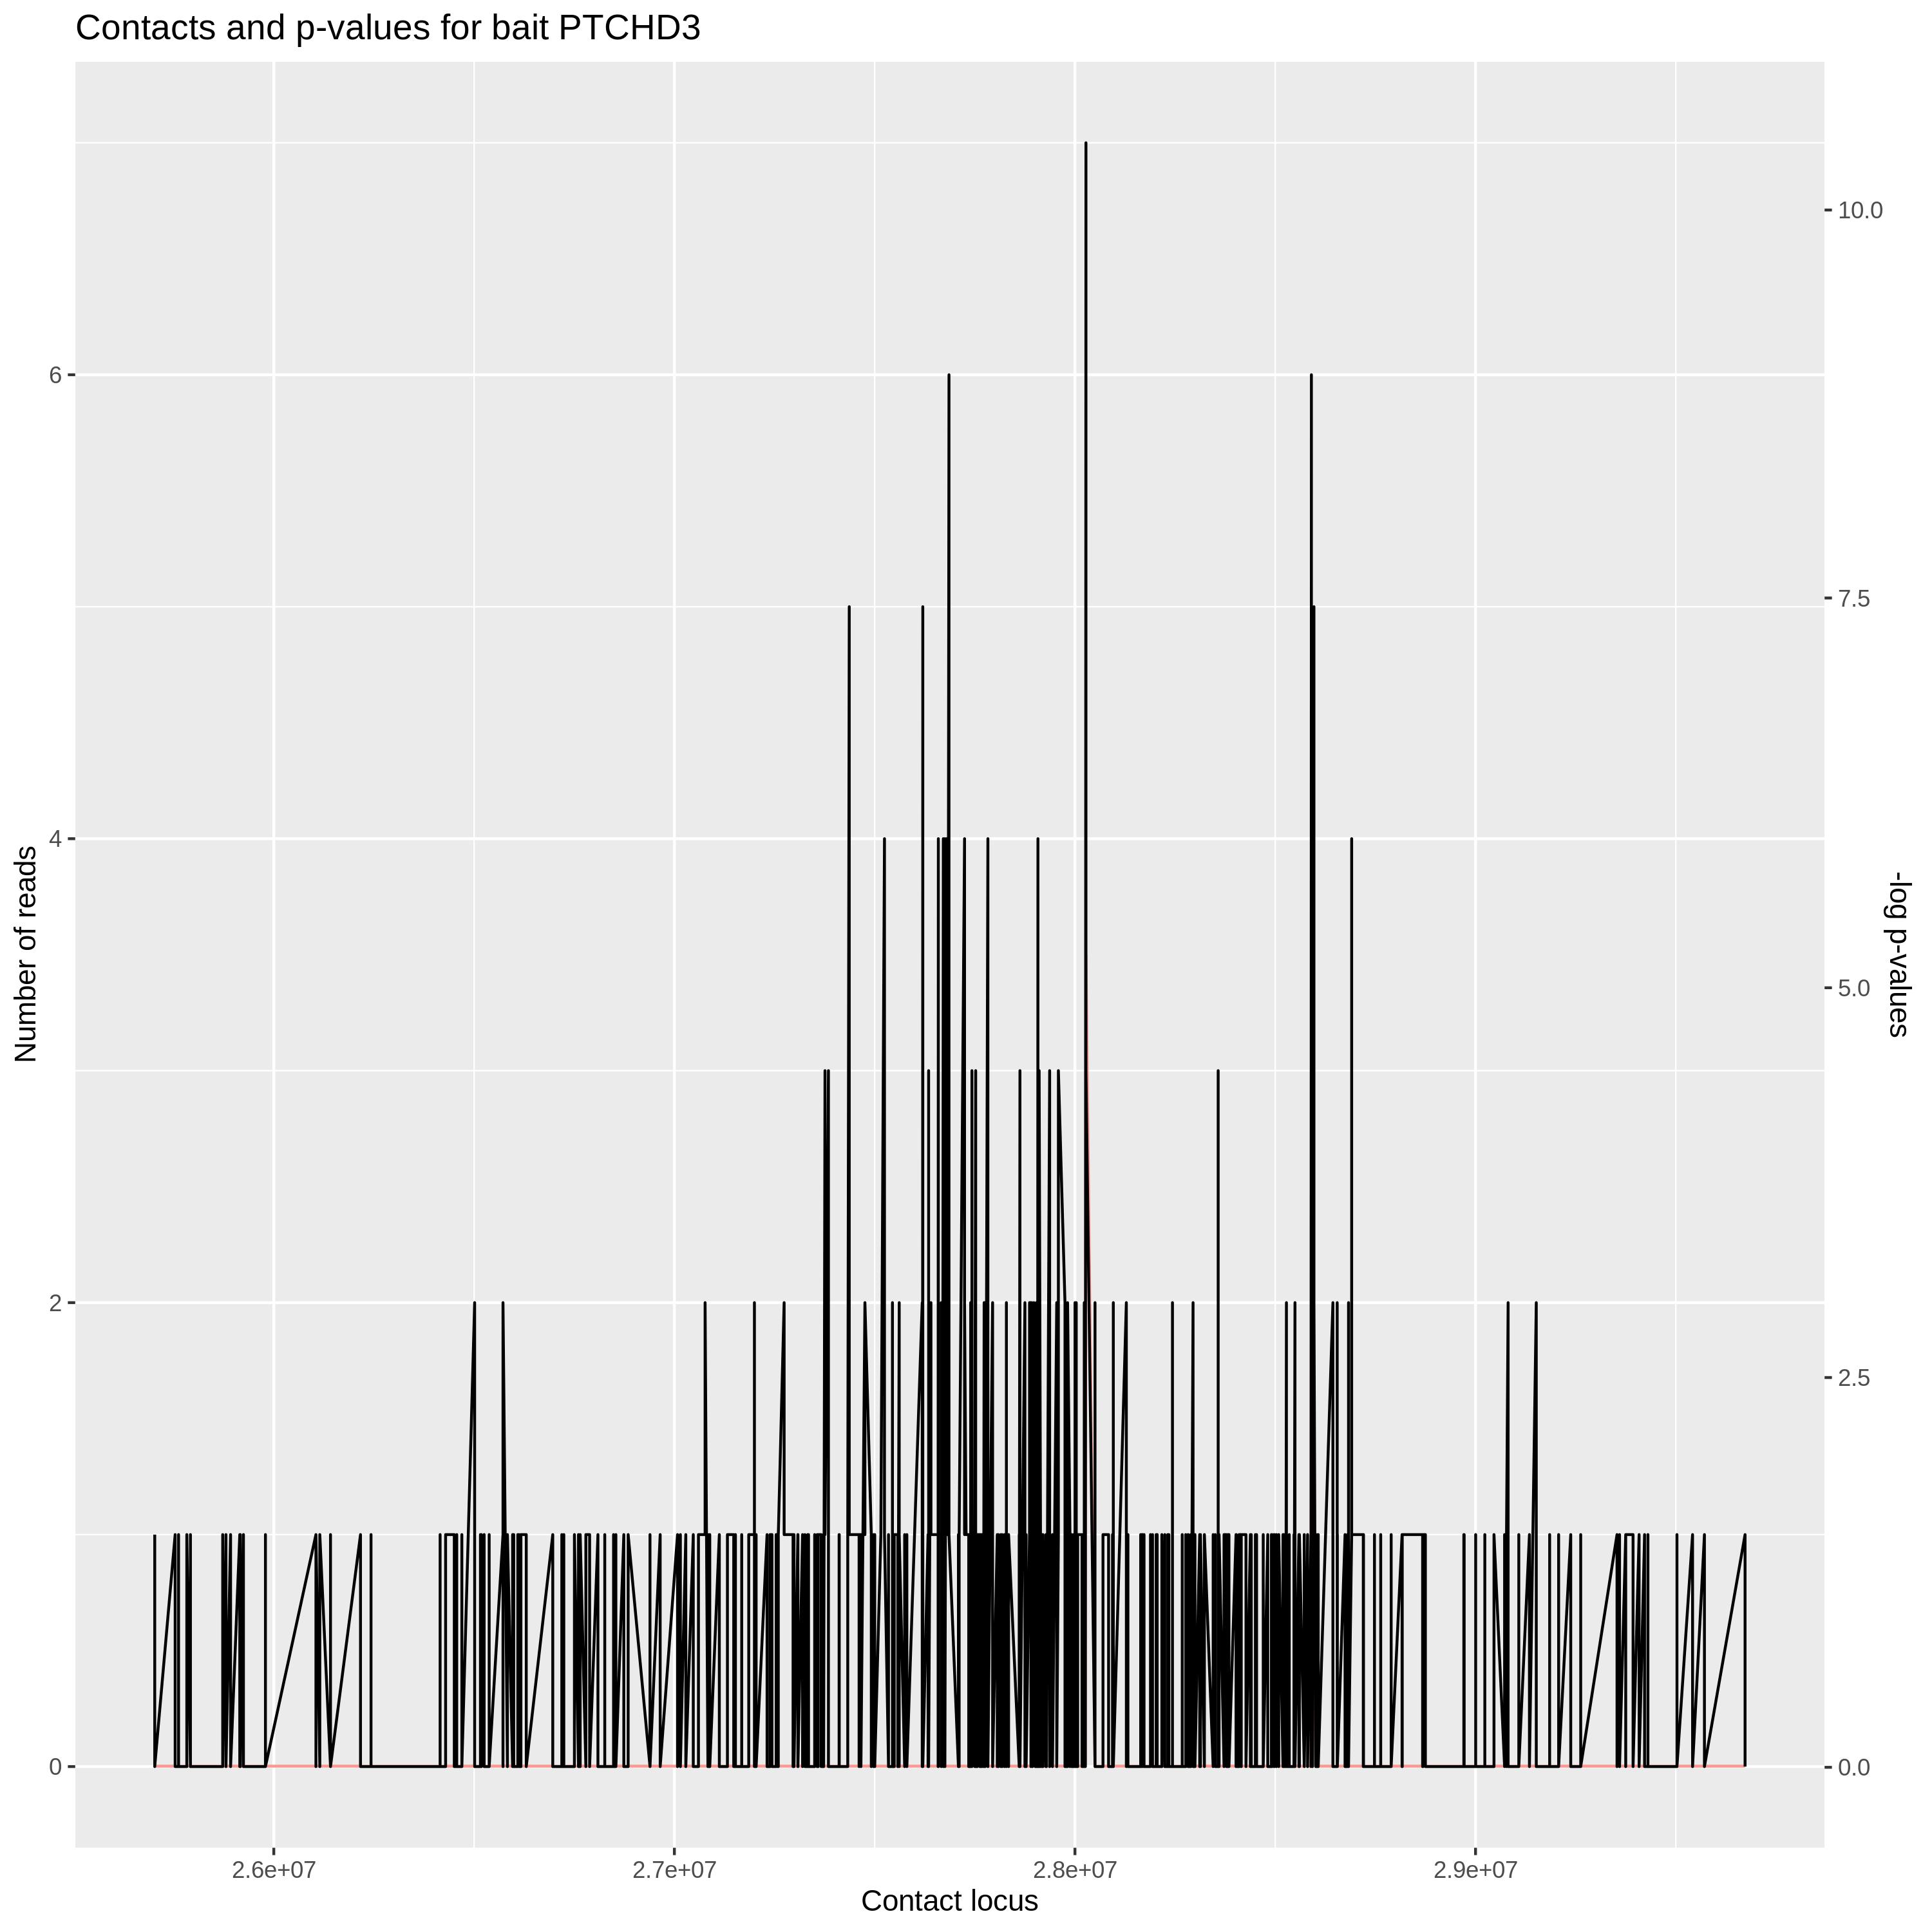 Contacts and p-values for bait PTCHD3
Number of reads
6
4
2
0
10.0
7.5
5.0
2.5
0.0
-log p-values
2.6e+07 2.7e+07 2.8e+07 2.9e+07
Contact locus